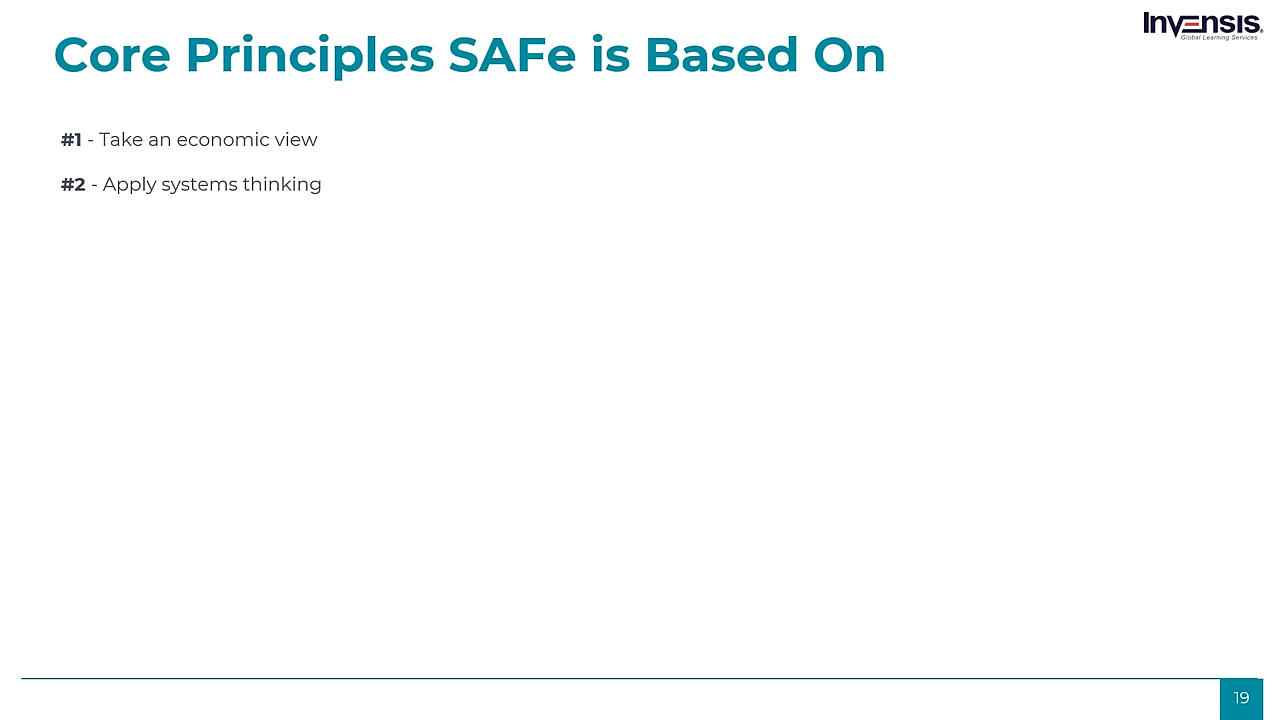 Invensis
Global Learning Services
Core Principles SAFe is Based On
#1 - Take an economic view
#2 - Apply systems thinking
19